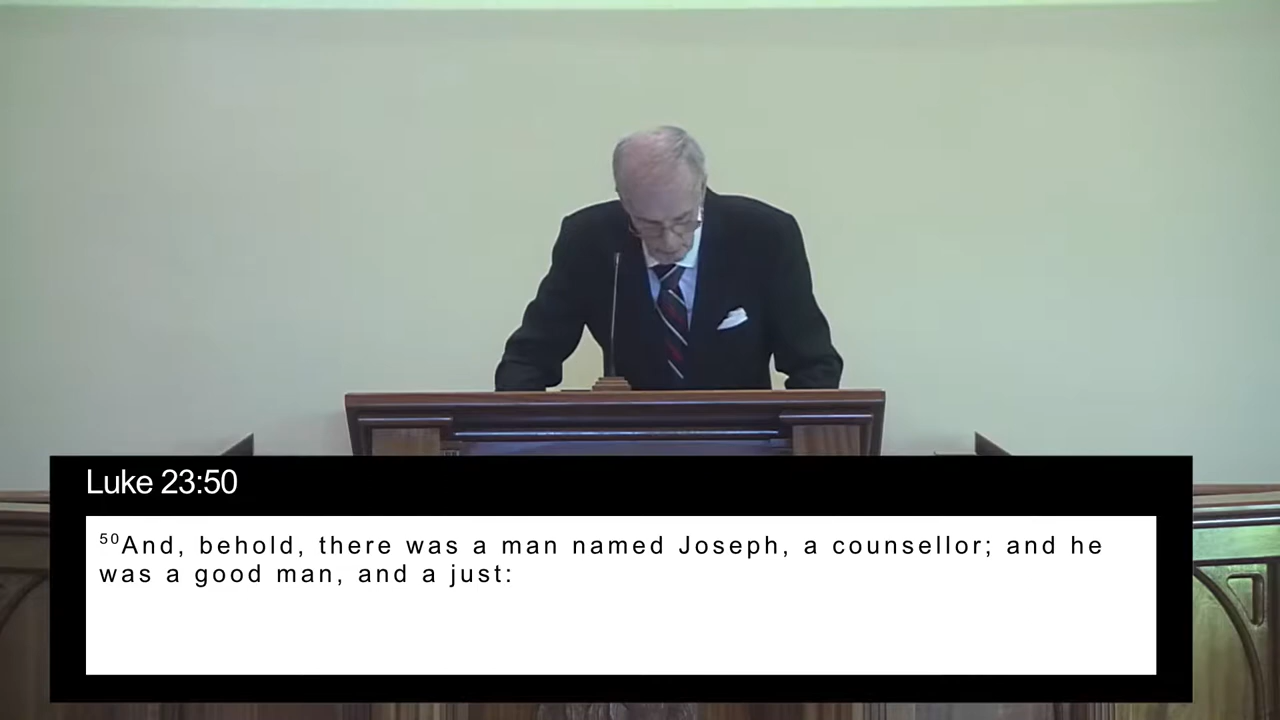 Luke 23:50
50And, behold, there was a man named Joseph, a counsellor; and he
was a good man, and a just: